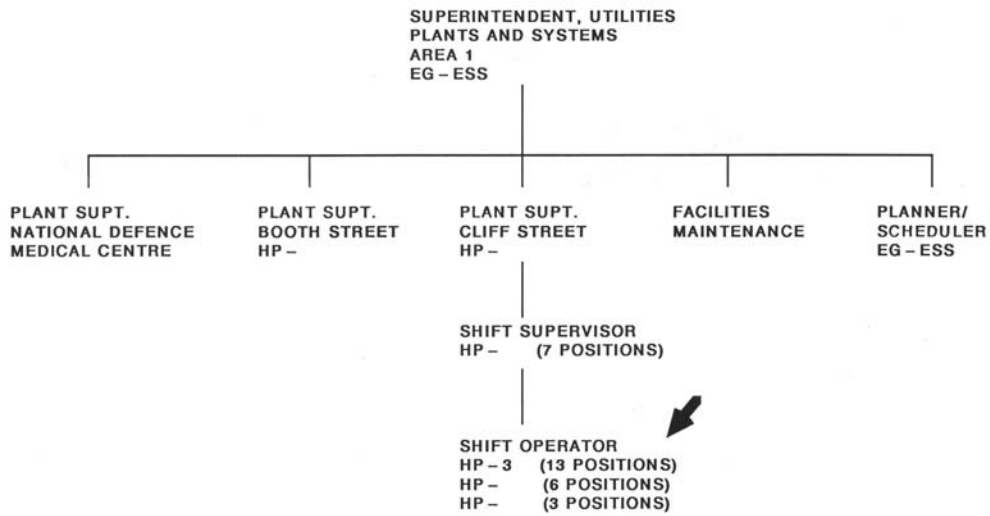 SUPERINTENDENT, UTILITIES
PLANTS AND SYSTEMS
AREA 1
EG – ESS
PLANT SUPT.
NATIONAL DEFENCE
MEDICAL CENTRE
PLANT SUPT.
BOOTH STREET
HP –
PLANT SUPT.
CLIFF STREET
HP –
FACILITIES
MAINTENANCE
PLANNER/
SCHEDULER
EG – ESS
SHIFT SUPERVISOR
HP – (7 POSITIONS)
SHIFT OPERATOR
HP – 3 (13 POSITIONS)
HP – (6 POSITIONS)
HP – (3 POSITIONS)